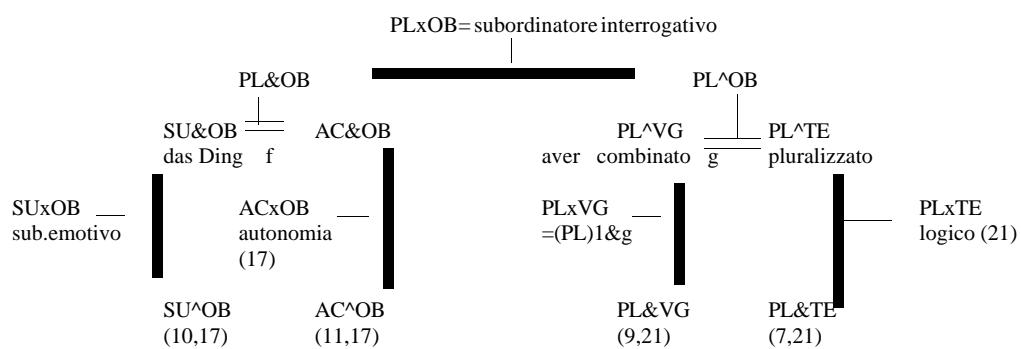 PLxOB= subordinatore interrogativo
PL&OB PL^OB
SU&OB AC&OB PL^VG PL^TE
das Ding f aver combinato g pluralizzato
SUxOB ACxOB PLxVG PLxTE
sub.emotivo autonomia =(PL)1&g logico (21)
(17)
SU^OB AC^OB PL&VG PL&TE
(10,17) (11,17) (9,21) (7,21)